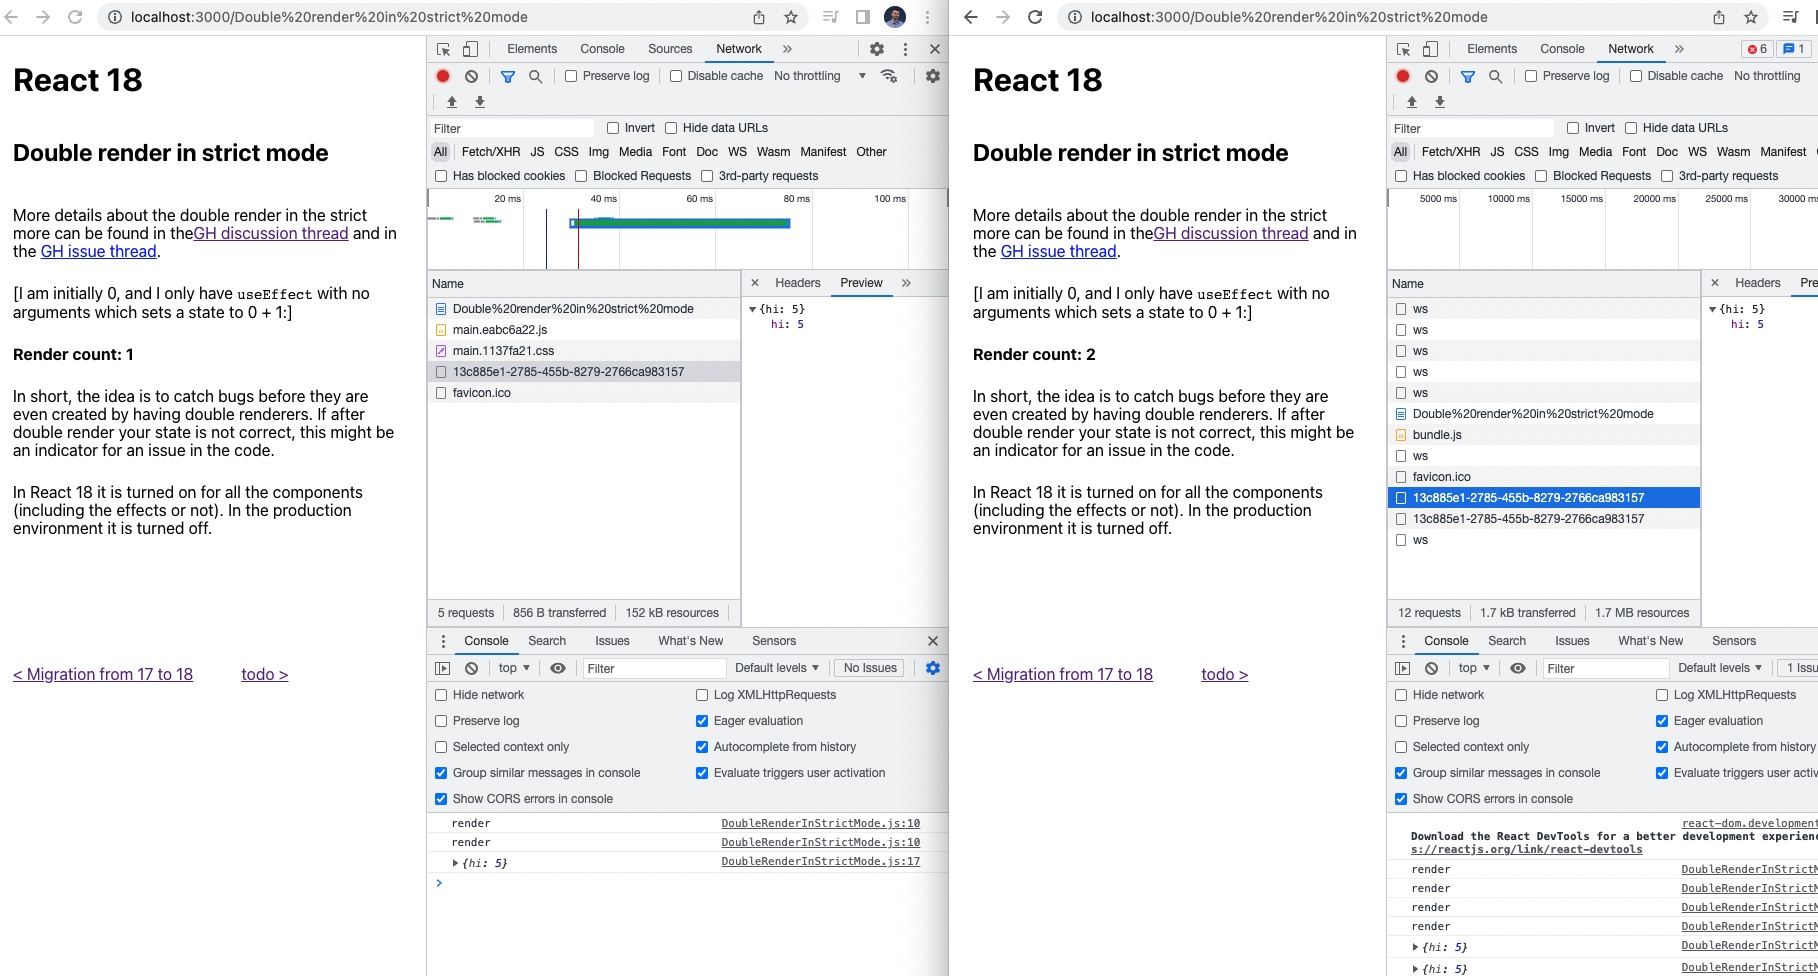 localhost:3000/Double%20render%20in%20strict%20mode
React 18
Double render in strict mode
More details about the double render in the strict
more can be found in theGH discussion thread and in
the GH issue thread.
[I am initially 0, and I only have useEffect with no
arguments which sets a state to 0 + 1:]
Render count: 1
In short, the idea is to catch bugs before they are
even created by having double renderers. If after
double render your state is not correct, this might be
an indicator for an issue in the code.
In React 18 it is turned on for all the components
(including the effects or not). In the production
environment it is turned off.
< Migration from 17 to 18 todo >
Elements Console Sources Network »
Preserve log Disable cache No throttling
Filter Invert Hide data URLs
All Fetch/XHR JS CSS Img Media Font Doc WS Wasm Manifest Other
Has blocked cookies Blocked Requests 3rd-party requests
20 ms 40 ms 60 ms 80 ms 100 ms
Name
Double%20render%20in%20strict%20mode
main.eabc6a22.js
main.1137fa21.css
13c885e1-2785-455b-8279-2766ca983157
favicon.ico
× Headers Preview »
{hi: 5}
hi: 5
5 requests 856 B transferred 152 kB resources
Console Search Issues What's New Sensors
top Filter Default levels No Issues
Hide network Log XMLHttpRequests
Preserve log Eager evaluation
Selected context only Autocomplete from history
Group similar messages in console Evaluate triggers user activation
Show CORS errors in console
render DoubleRenderInStrictMode.js:10
render DoubleRenderInStrictMode.js:10
{hi: 5} DoubleRenderInStrictMode.js:17
>
localhost:3000/Double%20render%20in%20strict%20mode
React 18
Double render in strict mode
More details about the double render in the strict
more can be found in theGH discussion thread and in
the GH issue thread.
[I am initially 0, and I only have useEffect with no
arguments which sets a state to 0 + 1:]
Render count: 2
In short, the idea is to catch bugs before they are
even created by having double renderers. If after
double render your state is not correct, this might be
an indicator for an issue in the code.
In React 18 it is turned on for all the components
(including the effects or not). In the production
environment it is turned off.
< Migration from 17 to 18 todo >
Elements Console Network » 6 1
Preserve log Disable cache No throttling
Filter Invert Hide data URLs
All Fetch/XHR JS CSS Img Media Font Doc WS Wasm Manifest
Has blocked cookies Blocked Requests 3rd-party requests
5000 ms 10000 ms 15000 ms 20000 ms 25000 ms 30000 m
Name
ws
ws
ws
ws
ws
Double%20render%20in%20strict%20mode
bundle.js
ws
favicon.ico
13c885e1-2785-455b-8279-2766ca983157
13c885e1-2785-455b-8279-2766ca983157
ws
× Headers Pre
{hi: 5}
hi: 5
12 requests 1.7 kB transferred 1.7 MB resources
Console Search Issues What's New Sensors
top Filter Default levels 1 Issu
Hide network Log XMLHttpRequests
Preserve log Eager evaluation
Selected context only Autocomplete from history
Group similar messages in console Evaluate triggers user activ
Show CORS errors in console
react-dom.development
Download the React DevTools for a better development experienc
s://reactjs.org/link/react-devtools
render DoubleRenderInStrictM
render DoubleRenderInStrictM
render DoubleRenderInStrictM
render DoubleRenderInStrictM
{hi: 5} DoubleRenderInStrictM
{hi: 5} DoubleRenderInStrictM